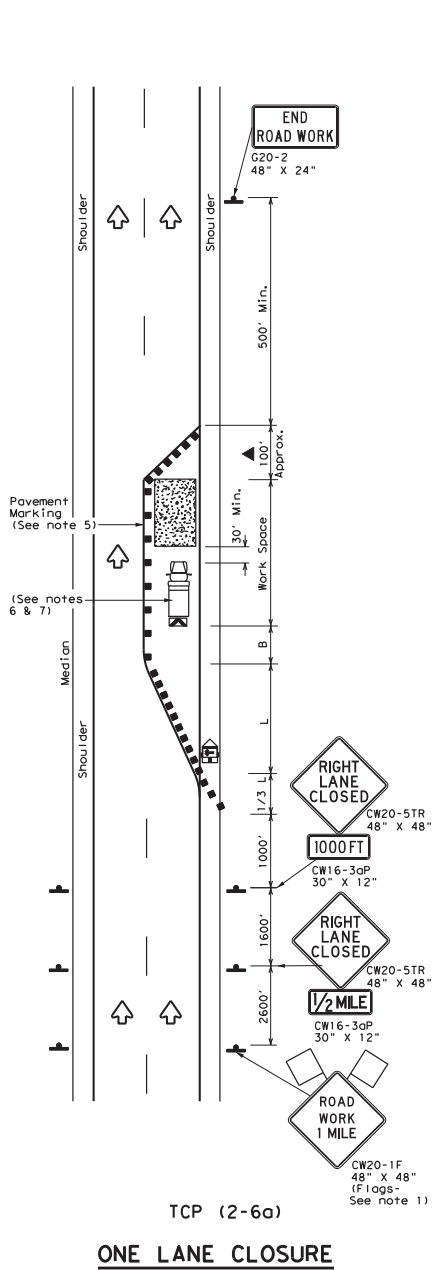 END
ROAD WORK
G20-2
48" X 24"
Shoulder
Shoulder
500' Min.
100'
Approx.
Pavement
Marking
(See note 5)
30' Min.
Work Space
(See notes
6 & 7)
B
Median
L
Shoulder
1/3 L
RIGHT
LANE
CLOSED
CW20-5TR
48" X 48"
1000 FT
CW16-3aP
30" X 12"
1000'
1600'
RIGHT
LANE
CLOSED
CW20-5TR
48" X 48"
1/2 MILE
CW16-3aP
30" X 12"
2600'
ROAD
WORK
1 MILE
CW20-1F
48" X 48"
(Flags-
See note 1)
TCP (2-6a)
ONE LANE CLOSURE